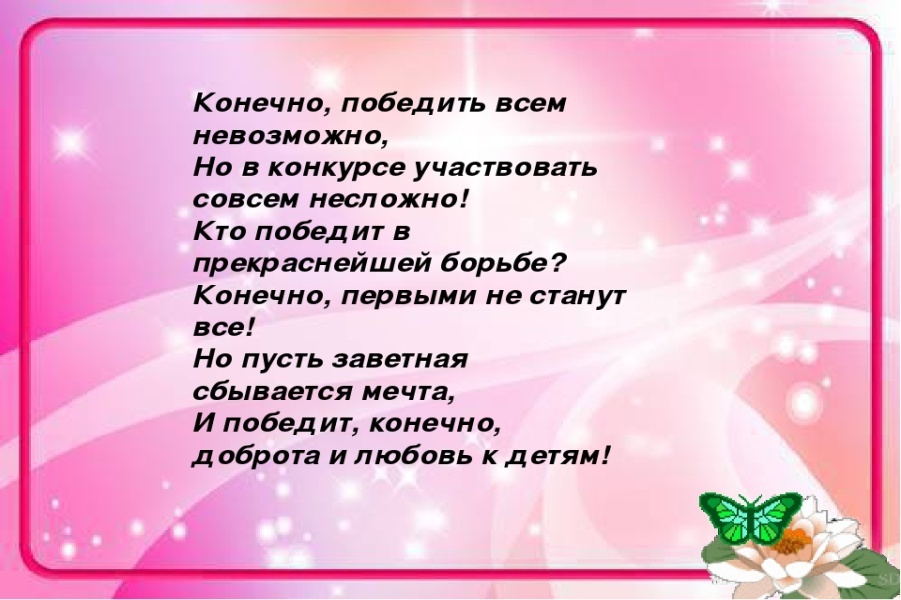 Конечно, победить всем
невозможно,
Но в конкурсе участвовать
совсем несложно!
Кто победит в
прекраснейшей борьбе?
Конечно, первыми не станут
все!
Но пусть заветная
сбывается мечта,
И победит, конечно,
доброта и любовь к детям!